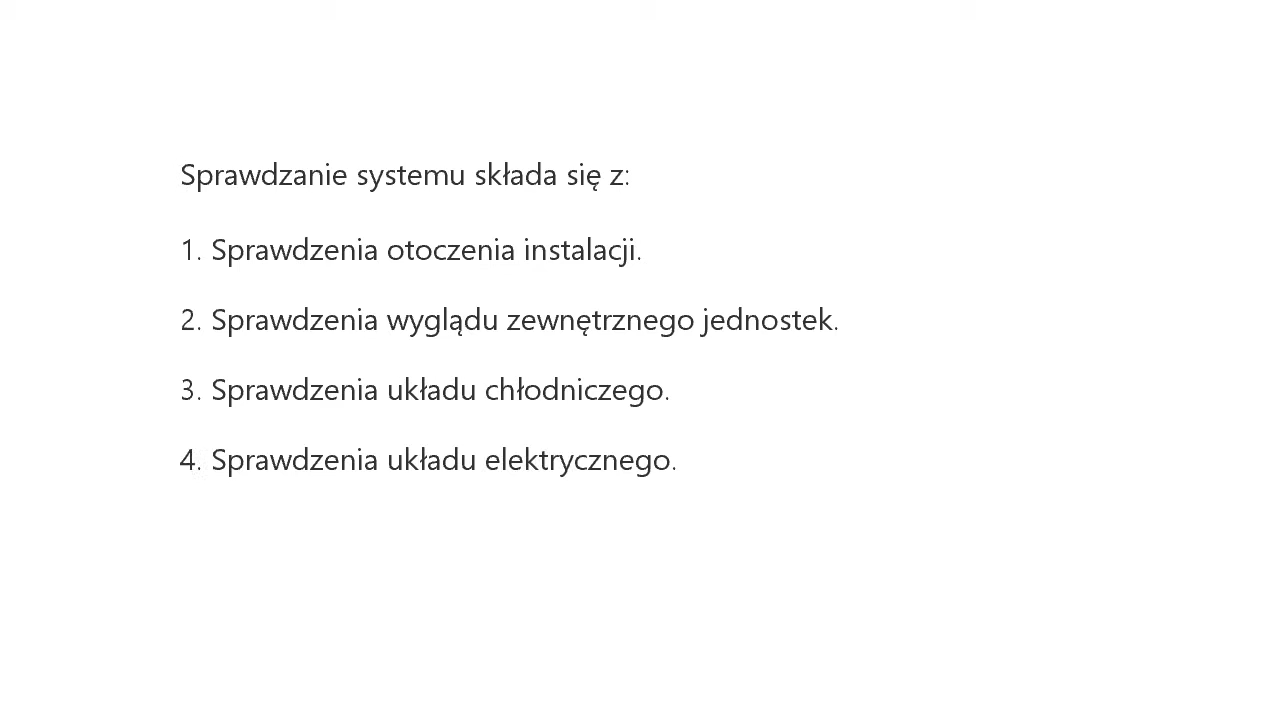 Sprawdzanie systemu składa się z:
1. Sprawdzenia otoczenia instalacji.
2. Sprawdzenia wyglądu zewnętrznego jednostek.
3. Sprawdzenia układu chłodniczego.
4. Sprawdzenia układu elektrycznego.